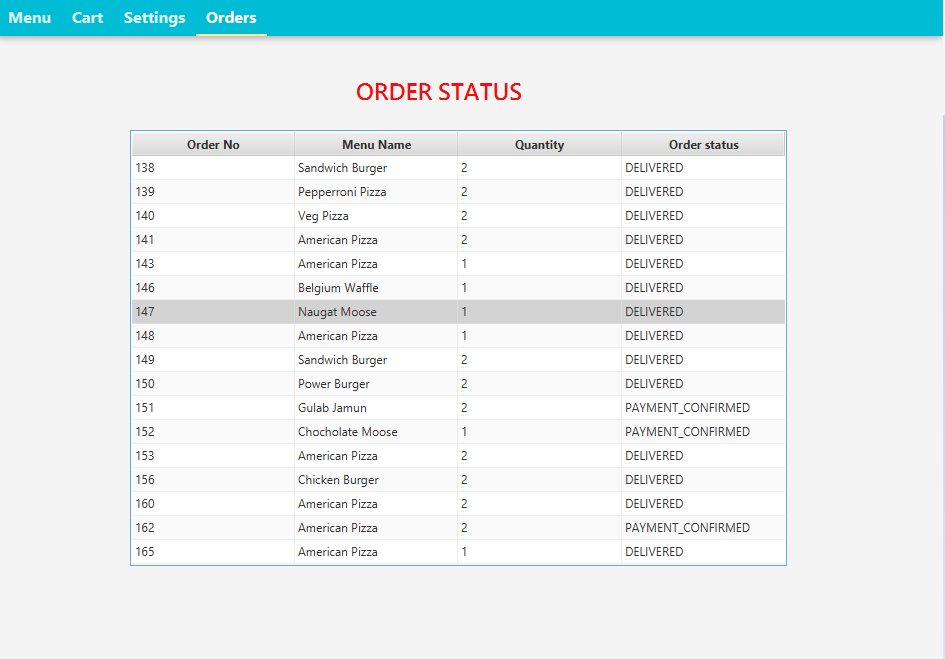 Menu Cart Settings Orders
ORDER STATUS
Order No Menu Name Quantity Order status
138 Sandwich Burger 2 DELIVERED
139 Pepperroni Pizza 2 DELIVERED
140 Veg Pizza 2 DELIVERED
141 American Pizza 2 DELIVERED
143 American Pizza 1 DELIVERED
146 Belgium Waffle 1 DELIVERED
147 Naugat Moose 1 DELIVERED
148 American Pizza 1 DELIVERED
149 Sandwich Burger 2 DELIVERED
150 Power Burger 2 DELIVERED
151 Gulab Jamun 2 PAYMENT_CONFIRMED
152 Chocholate Moose 1 PAYMENT_CONFIRMED
153 American Pizza 2 DELIVERED
156 Chicken Burger 2 DELIVERED
160 American Pizza 2 DELIVERED
162 American Pizza 2 PAYMENT_CONFIRMED
165 American Pizza 1 DELIVERED